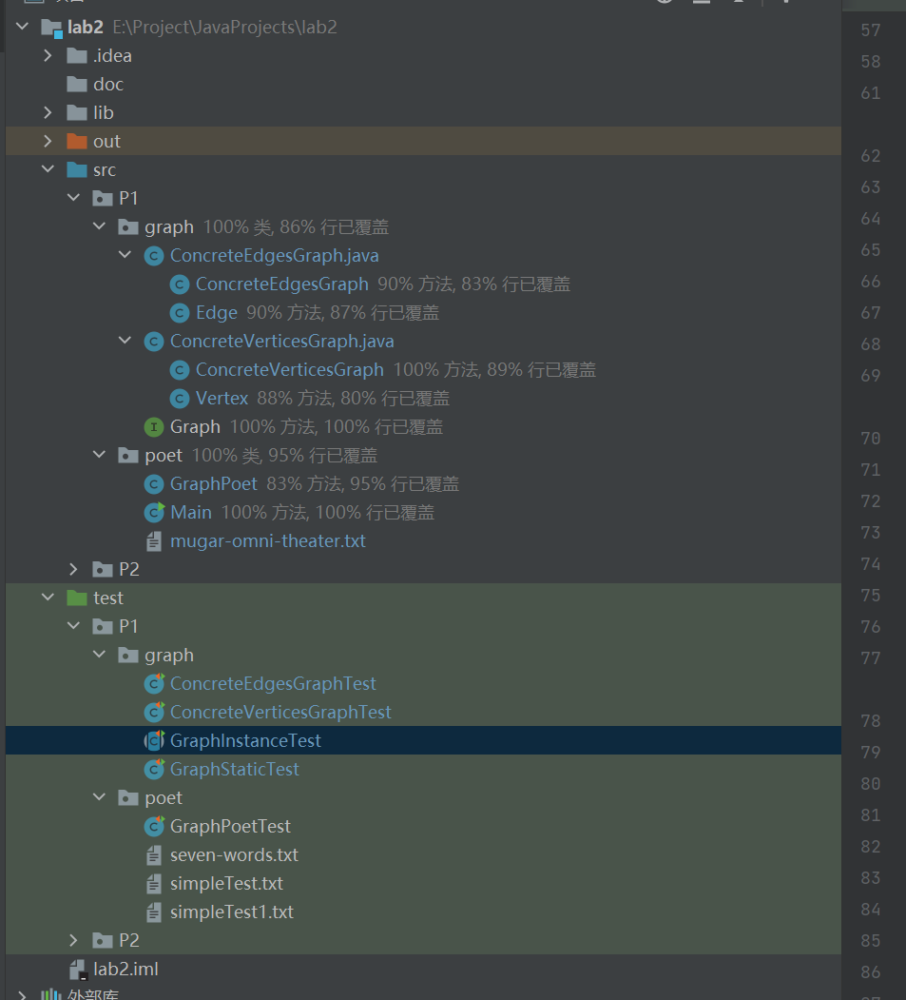 lab2 E:\Project\JavaProjects\lab2
.idea
doc
lib
out
src
P1
graph 100% 类, 86% 行已覆盖
ConcreteEdgesGraph.java
ConcreteEdgesGraph 90% 方法, 83% 行已覆盖
Edge 90% 方法, 87% 行已覆盖
ConcreteVerticesGraph.java
ConcreteVerticesGraph 100% 方法, 89% 行已覆盖
Vertex 88% 方法, 80% 行已覆盖
Graph 100% 方法, 100% 行已覆盖
poet 100% 类, 95% 行已覆盖
GraphPoet 83% 方法, 95% 行已覆盖
Main 100% 方法, 100% 行已覆盖
mugar-omni-theater.txt
P2
test
P1
graph
ConcreteEdgesGraphTest
ConcreteVerticesGraphTest
GraphInstanceTest
GraphStaticTest
poet
GraphPoetTest
seven-words.txt
simpleTest.txt
simpleTest1.txt
P2
lab2.iml
外部库
57
58
61
62
63
64
65
66
67
68
69
70
71
72
73
74
75
76
77
78
79
80
81
82
83
84
85
86